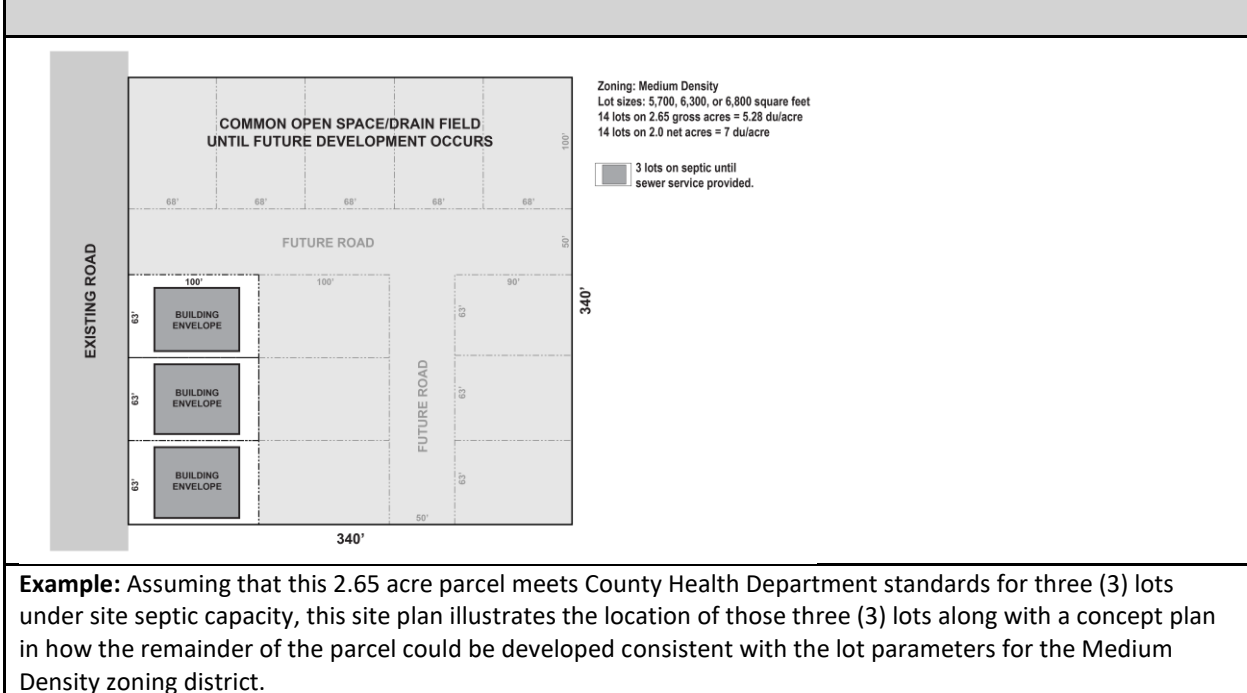 COMMON OPEN SPACE/DRAIN FIELD
UNTIL FUTURE DEVELOPMENT OCCURS
100'
68' 68' 68' 68' 68'
FUTURE ROAD
50'
EXISTING ROAD
100' 100' 90'
63'
BUILDING
ENVELOPE
63'
340'
63'
BUILDING
ENVELOPE
FUTURE ROAD
63'
63'
BUILDING
ENVELOPE
63'
50'
340'
Zoning: Medium Density
Lot sizes: 5,700, 6,300, or 6,800 square feet
14 lots on 2.65 gross acres = 5.28 du/acre
14 lots on 2.0 net acres = 7 du/acre
3 lots on septic until
sewer service provided.
Example: Assuming that this 2.65 acre parcel meets County Health Department standards for three (3) lots
under site septic capacity, this site plan illustrates the location of those three (3) lots along with a concept plan
in how the remainder of the parcel could be developed consistent with the lot parameters for the Medium
Density zoning district.